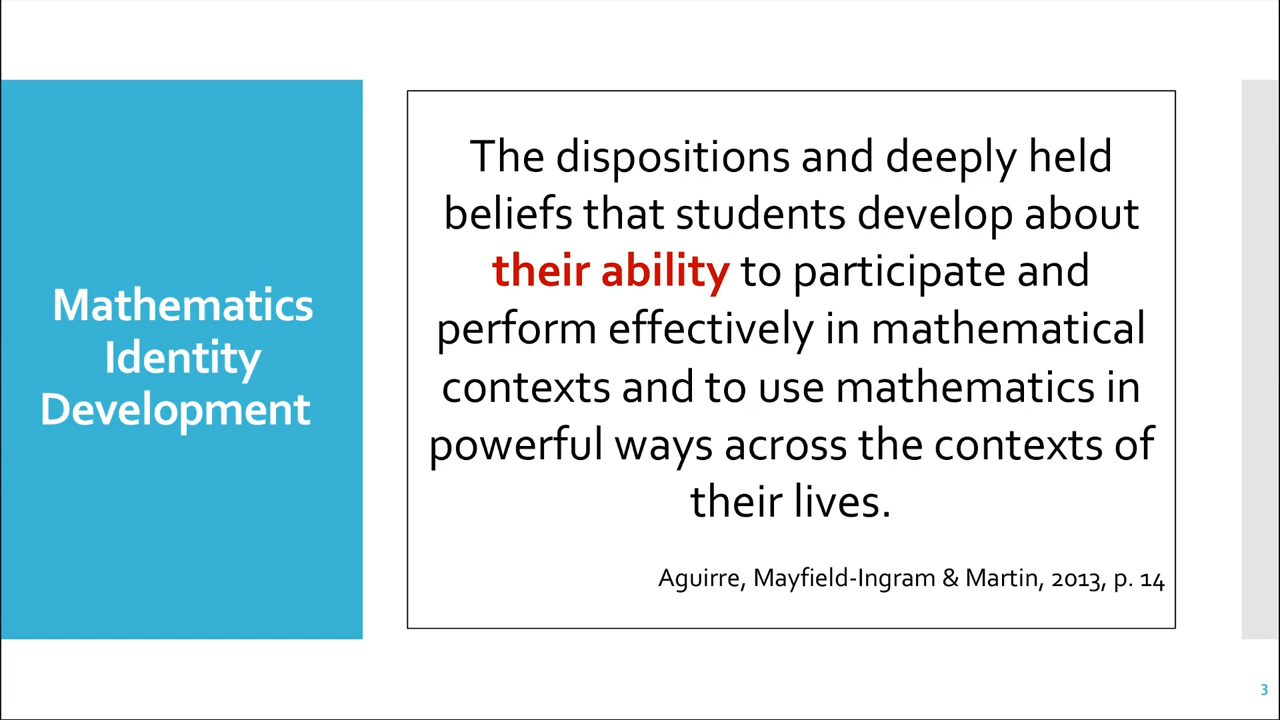 Mathematics
Identity
Development
The dispositions and deeply held
beliefs that students develop about
their ability to participate and
perform effectively in mathematical
contexts and to use mathematics in
powerful ways across the contexts of
their lives.
Aguirre, Mayfield-Ingram & Martin, 2013, p. 14
3